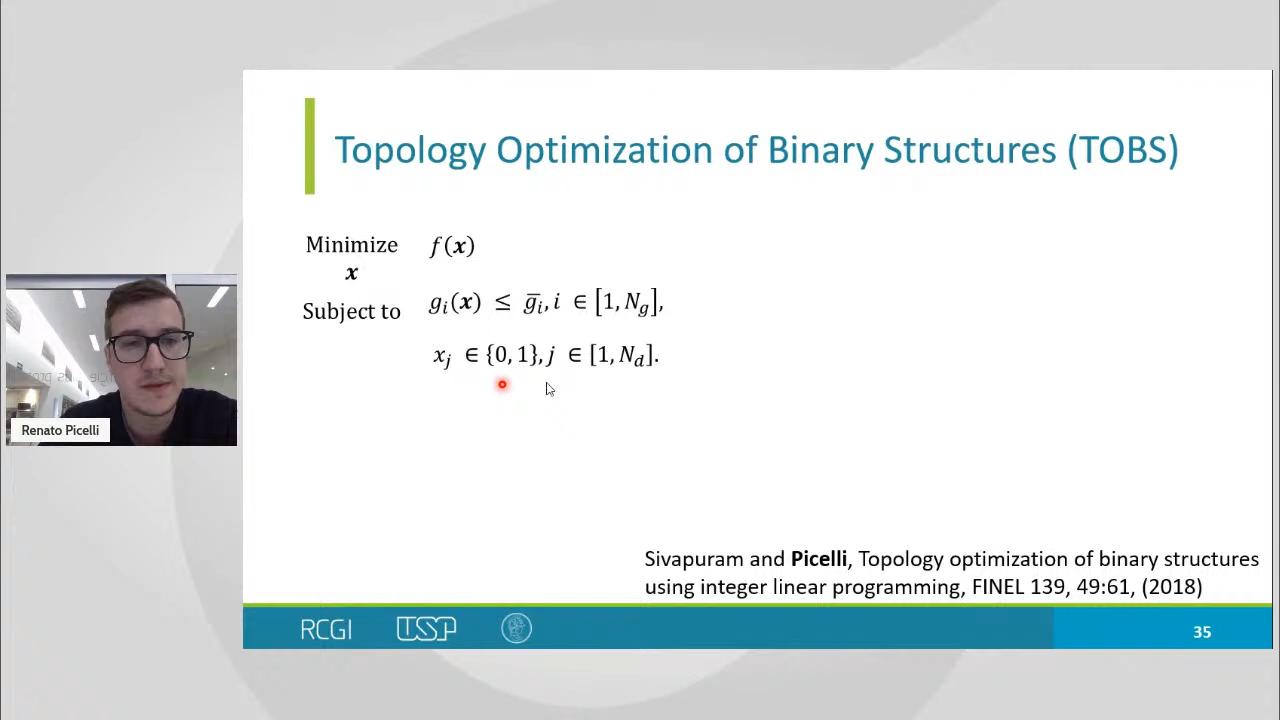 Topology Optimization of Binary Structures (TOBS)
Minimize f(x)
x
Subject to g_i(x) ≤ g̅_i, i ∈ [1, N_g],
x_j ∈ {0, 1}, j ∈ [1, N_d].
Renato Picelli
Sivapuram and Picelli, Topology optimization of binary structures
using integer linear programming, FINEL 139, 49:61, (2018)
RCGI USP
35